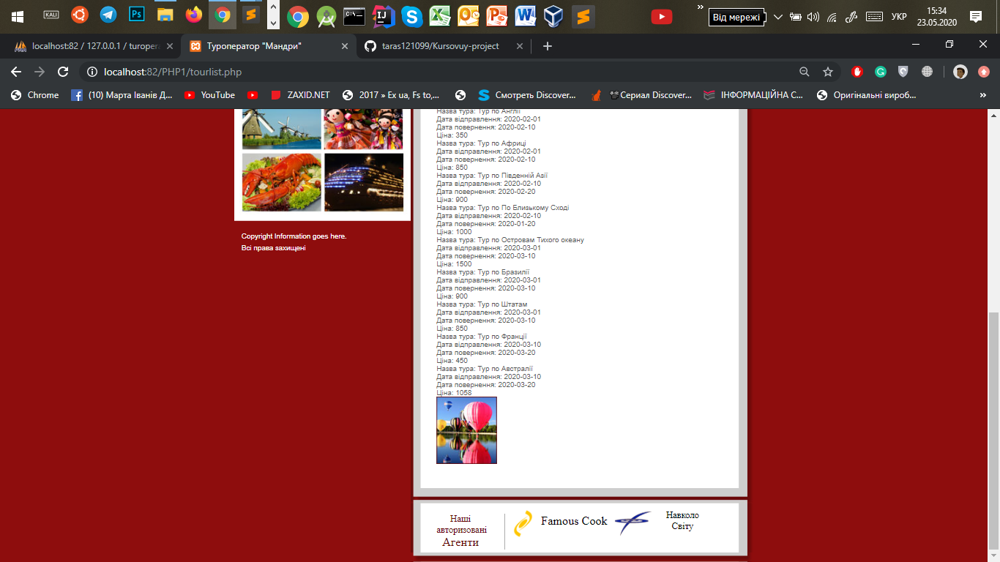 KALI
Ps
C:\_
IJ
Від мережі
УКР
15:34
23.05.2020
localhost:82 / 127.0.0.1 / turoper
Туроператор "Мандри"
taras121099/Kursovuy-project
localhost:82/PHP1/tourlist.php
Chrome
(10) Марта Іванів Д...
YouTube
ZAXID.NET
2017 » Ex ua, Fs to,...
Смотреть Discover...
Сериал Discover...
ІНФОРМАЦІЙНА С...
Оригінальні вироб...
Назва тура: Тур по Англії
Дата відправлення: 2020-02-01
Дата повернення: 2020-02-10
Ціна: 350
Назва тура: Тур по Африці
Дата відправлення: 2020-02-01
Дата повернення: 2020-02-10
Ціна: 850
Назва тура: Тур по Південній Азії
Дата відправлення: 2020-02-10
Дата повернення: 2020-02-20
Ціна: 900
Назва тура: Тур по По Близькому Сході
Дата відправлення: 2020-02-10
Дата повернення: 2020-01-20
Ціна: 1000
Назва тура: Тур по Островам Тихого океану
Дата відправлення: 2020-03-01
Дата повернення: 2020-03-10
Ціна: 1500
Назва тура: Тур по Бразилії
Дата відправлення: 2020-03-01
Дата повернення: 2020-03-10
Ціна: 900
Назва тура: Тур по Штатам
Дата відправлення: 2020-03-01
Дата повернення: 2020-03-10
Ціна: 850
Назва тура: Тур по Франції
Дата відправлення: 2020-03-10
Дата повернення: 2020-03-20
Ціна: 450
Назва тура: Тур по Австралії
Дата відправлення: 2020-03-10
Дата повернення: 2020-03-20
Ціна: 1058
Copyright Information goes here.
Всі права захищені
Наші
авторизовані
Агенти
Famous Cook
Навколо
Світу